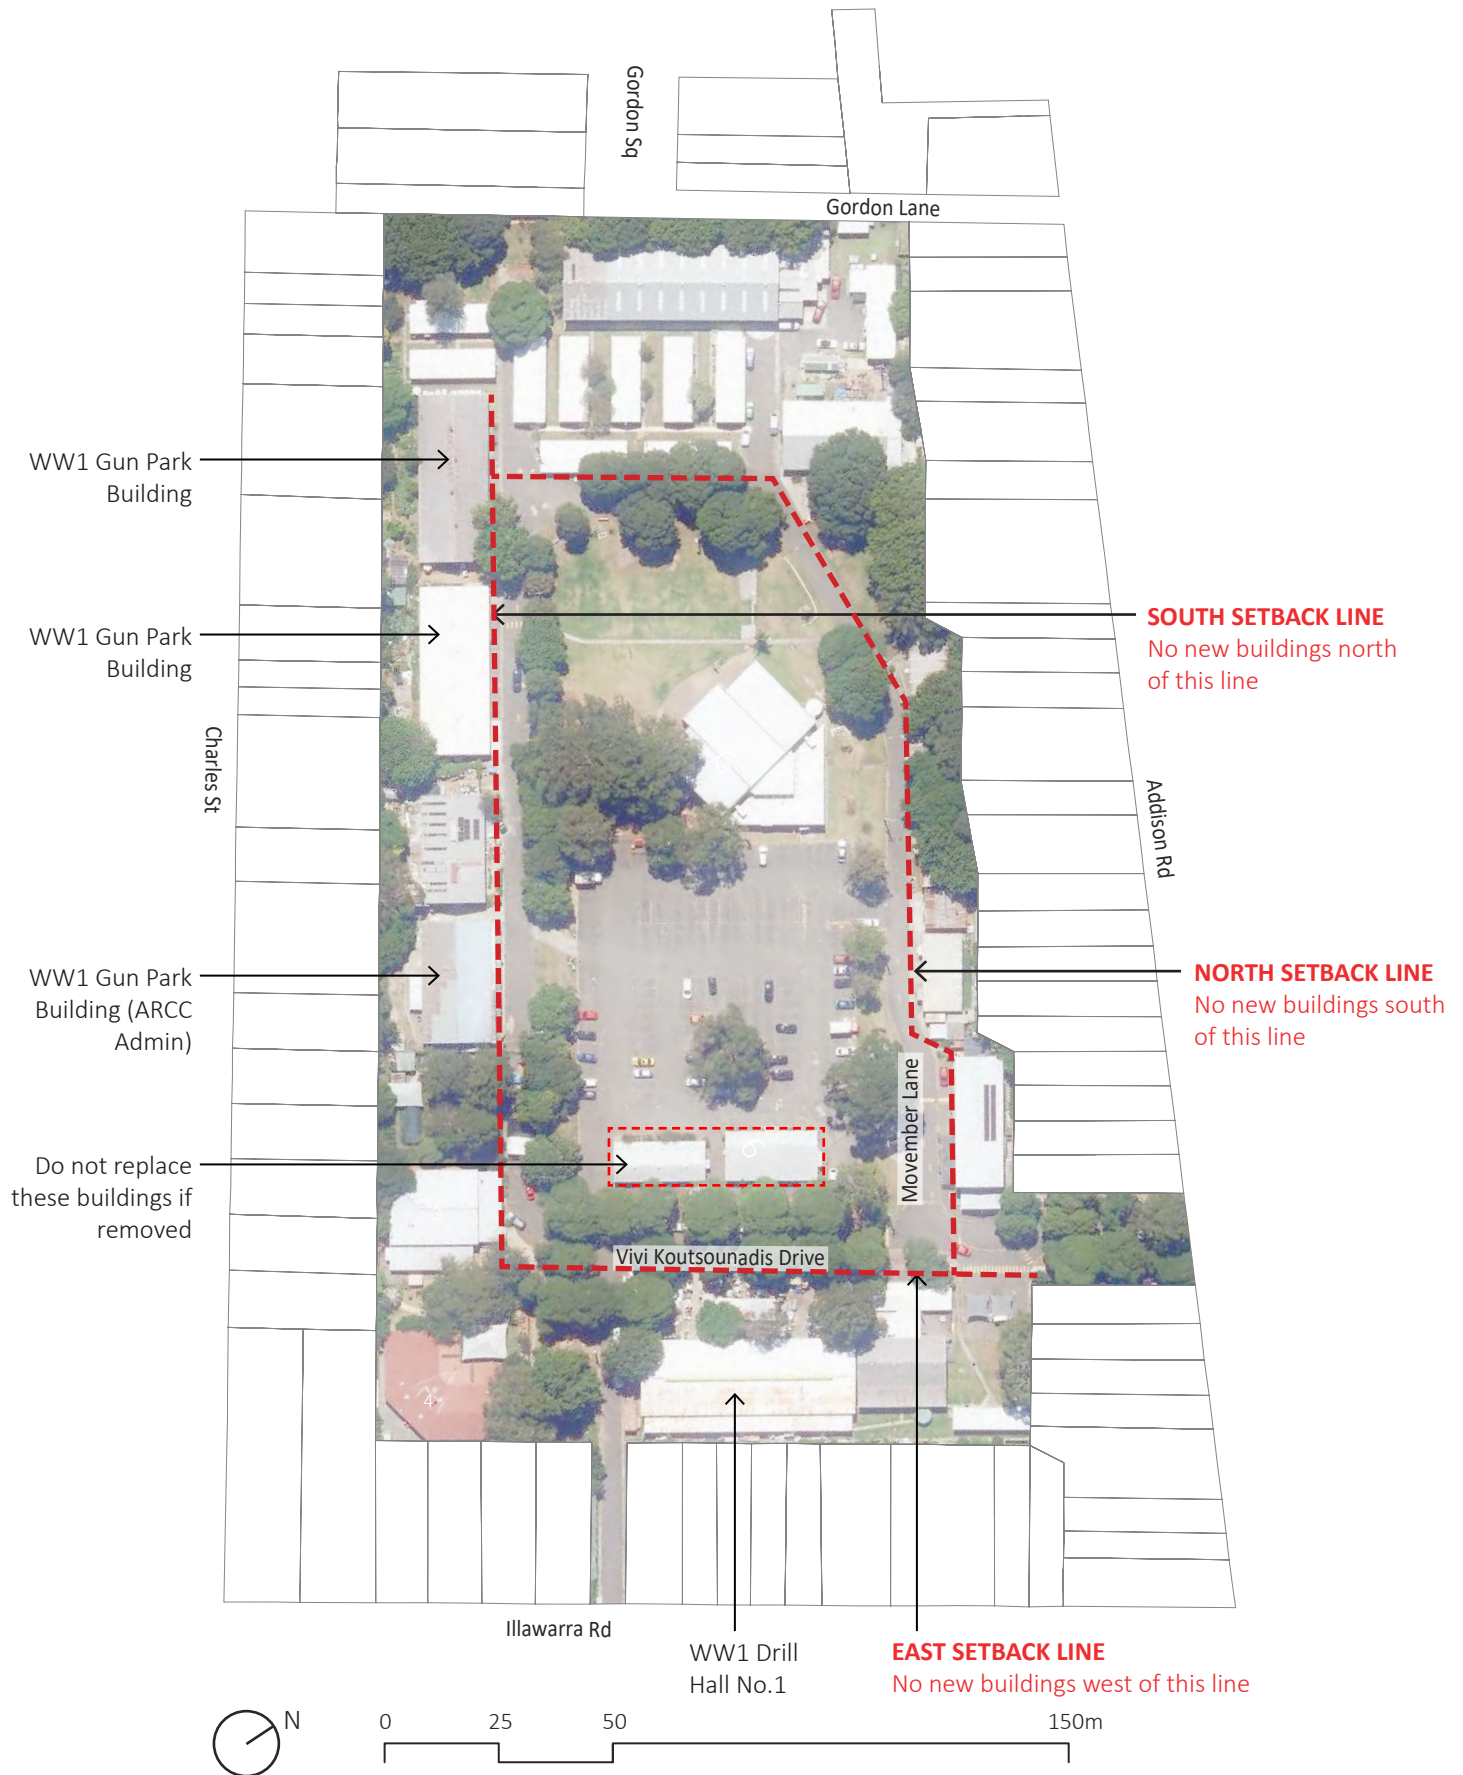 Gordon Sq
Gordon Lane
WW1 Gun Park
Building
SOUTH SETBACK LINE
No new buildings north
of this line
WW1 Gun Park
Building
Charles St
Addison Rd
WW1 Gun Park
Building (ARCC
Admin)
NORTH SETBACK LINE
No new buildings south
of this line
Movember Lane
Do not replace
these buildings if
removed
6
Vivi Koutsounadis Drive
Illawarra Rd
WW1 Drill
Hall No.1
EAST SETBACK LINE
No new buildings west of this line
N
0 25 50 150m